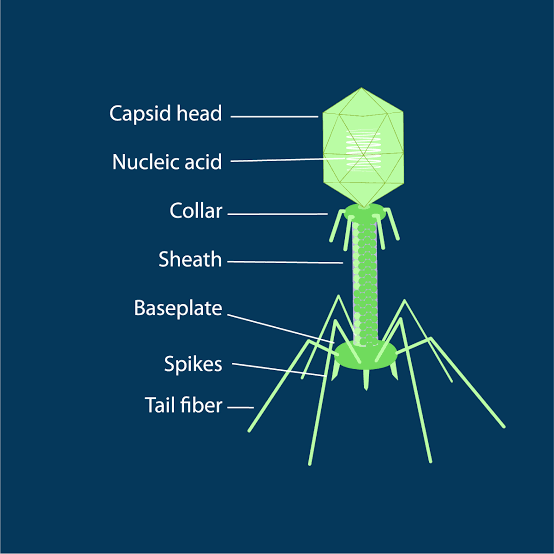 Capsid head
Nucleic acid
Collar
Sheath
Baseplate
Spikes
Tail fiber